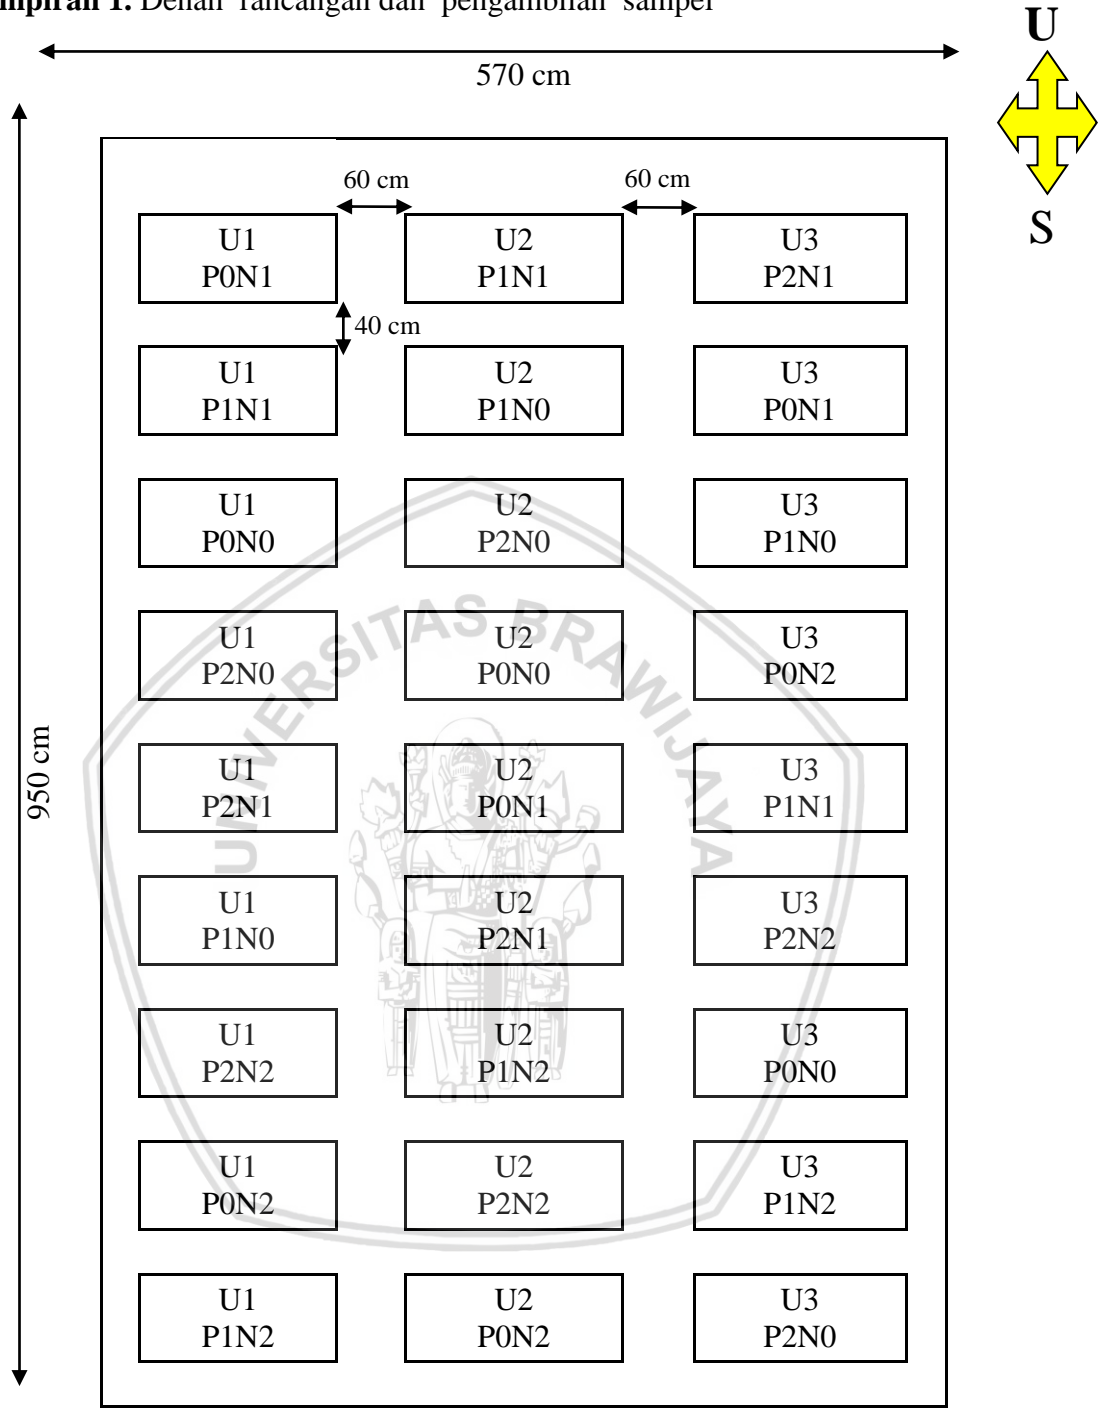 mpiran 1. Denah rancangan dan pengambilan sampel
U
570 cm
60 cm
60 cm
S
U1
P0N1
U2
P1N1
U3
P2N1
40 cm
U1
P1N1
U2
P1N0
U3
P0N1
U1
P0N0
U2
P2N0
U3
P1N0
U1
P2N0
U2
P0N0
U3
P0N2
950 cm
U1
P2N1
U2
P0N1
U3
P1N1
U1
P1N0
U2
P2N1
U3
P2N2
U1
P2N2
U2
P1N2
U3
P0N0
U1
P0N2
U2
P2N2
U3
P1N2
U1
P1N2
U2
P0N2
U3
P2N0
UNIVERSITAS BRAWIJAYA